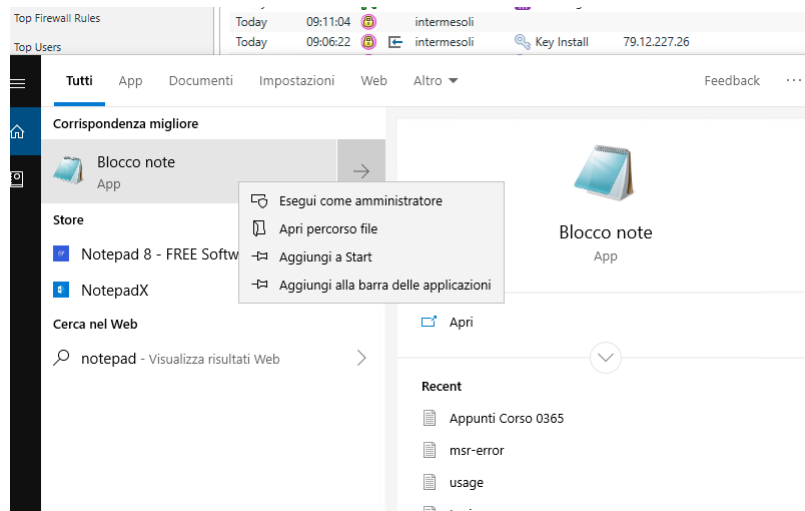 Top Firewall Rules
Today 09:11:04 intermesoli
Top Users
Today 09:06:22 intermesoli Key Install 79.12.227.26
Tutti App Documenti Impostazioni Web Altro Feedback ...
Corrispondenza migliore
Blocco note
App
Esegui come amministratore
Apri percorso file
Aggiungi a Start
Aggiungi alla barra delle applicazioni
Store
Notepad 8 - FREE Softw
NotepadX
Cerca nel Web
notepad - Visualizza risultati Web
Blocco note
App
Apri
Recent
Appunti Corso 0365
msr-error
usage